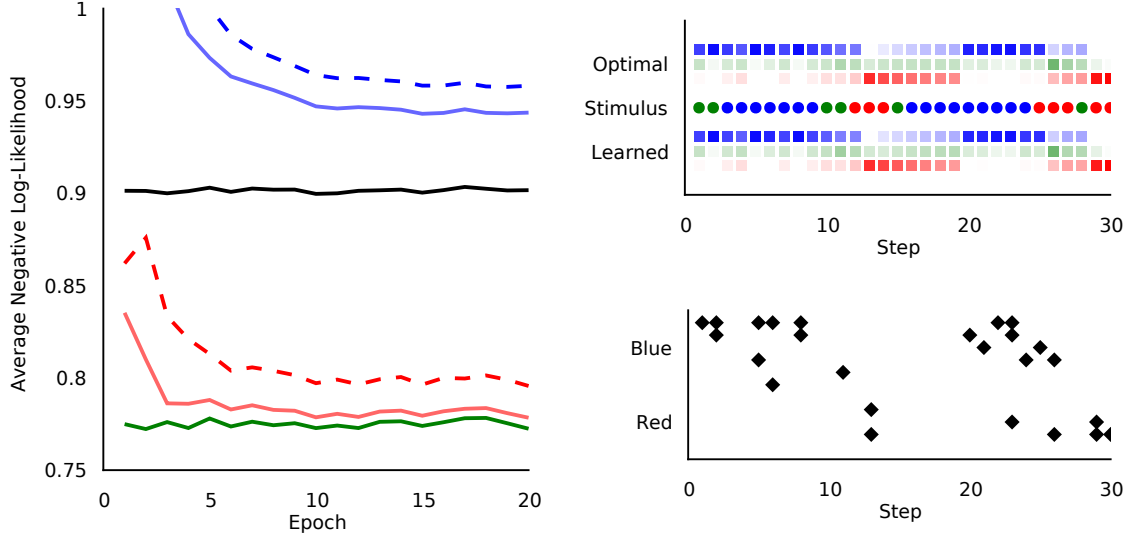 Average Negative Log-Likelihood
1
0.95
0.9
0.85
0.8
0.75
0 5 10 15 20
Epoch
Optimal
Stimulus
Learned
0 10 20 30
Step
Blue
Red
0 10 20 30
Step